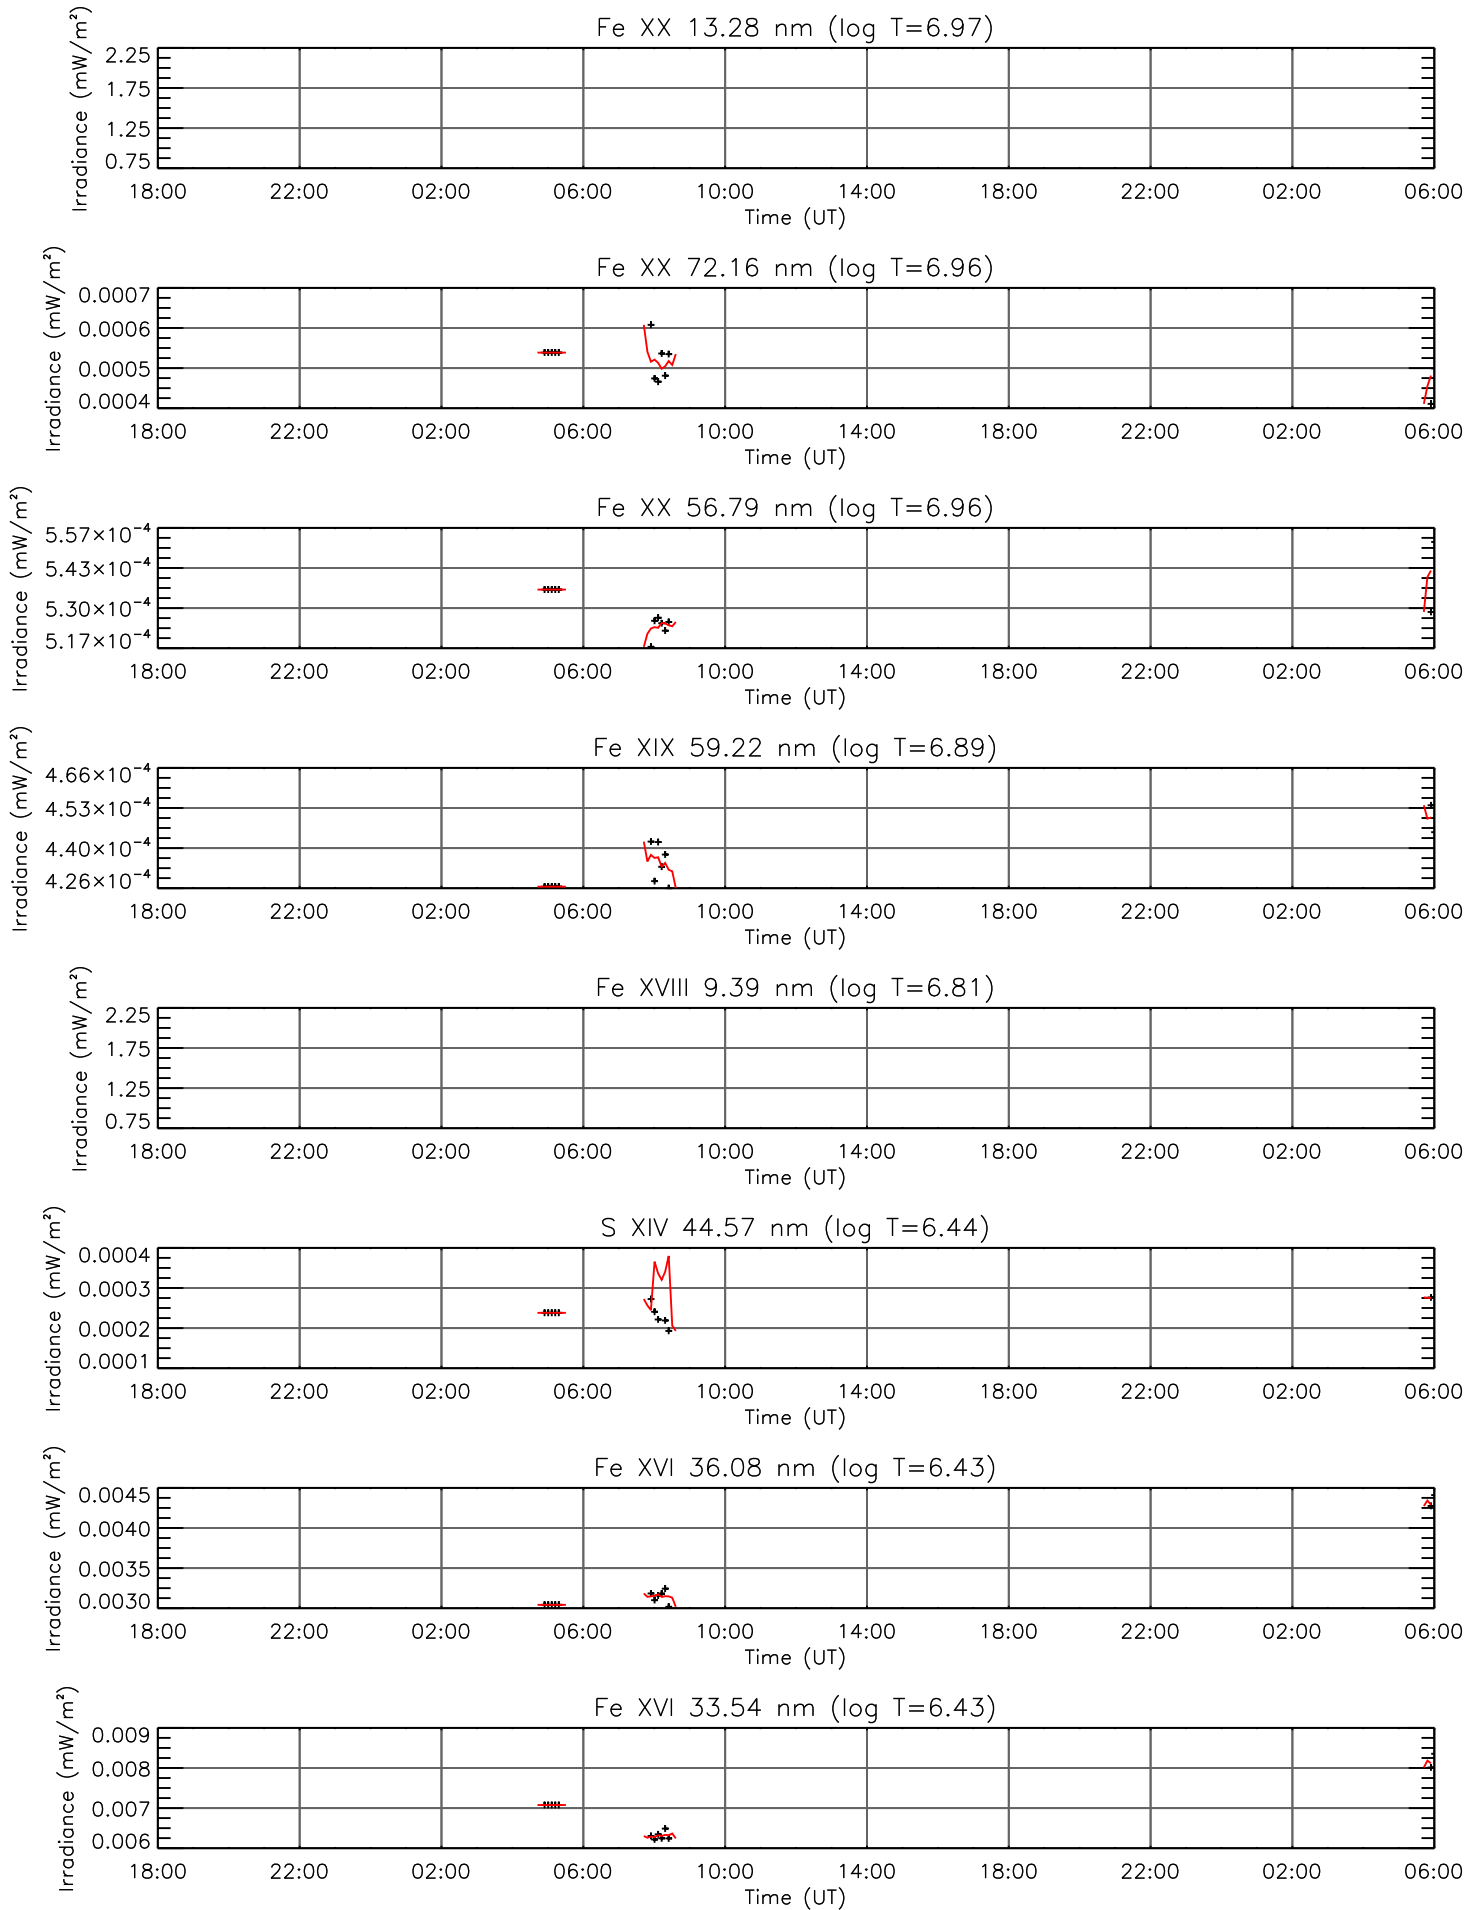 Fe XX 13.28 nm (log T=6.97)
Irradiance (mW/m²)
2.25
1.75
1.25
0.75
18:00 22:00 02:00 06:00 10:00 14:00 18:00 22:00 02:00 06:00
Time (UT)
Fe XX 72.16 nm (log T=6.96)
Irradiance (mW/m²)
0.0007
0.0006
0.0005
0.0004
18:00 22:00 02:00 06:00 10:00 14:00 18:00 22:00 02:00 06:00
Time (UT)
Fe XX 56.79 nm (log T=6.96)
Irradiance (mW/m²)
5.57×10⁻⁴
5.43×10⁻⁴
5.30×10⁻⁴
5.17×10⁻⁴
18:00 22:00 02:00 06:00 10:00 14:00 18:00 22:00 02:00 06:00
Time (UT)
Fe XIX 59.22 nm (log T=6.89)
Irradiance (mW/m²)
4.66×10⁻⁴
4.53×10⁻⁴
4.40×10⁻⁴
4.26×10⁻⁴
18:00 22:00 02:00 06:00 10:00 14:00 18:00 22:00 02:00 06:00
Time (UT)
Fe XVIII 9.39 nm (log T=6.81)
Irradiance (mW/m²)
2.25
1.75
1.25
0.75
18:00 22:00 02:00 06:00 10:00 14:00 18:00 22:00 02:00 06:00
Time (UT)
S XIV 44.57 nm (log T=6.44)
Irradiance (mW/m²)
0.0004
0.0003
0.0002
0.0001
18:00 22:00 02:00 06:00 10:00 14:00 18:00 22:00 02:00 06:00
Time (UT)
Fe XVI 36.08 nm (log T=6.43)
Irradiance (mW/m²)
0.0045
0.0040
0.0035
0.0030
18:00 22:00 02:00 06:00 10:00 14:00 18:00 22:00 02:00 06:00
Time (UT)
Fe XVI 33.54 nm (log T=6.43)
Irradiance (mW/m²)
0.009
0.008
0.007
0.006
18:00 22:00 02:00 06:00 10:00 14:00 18:00 22:00 02:00 06:00
Time (UT)